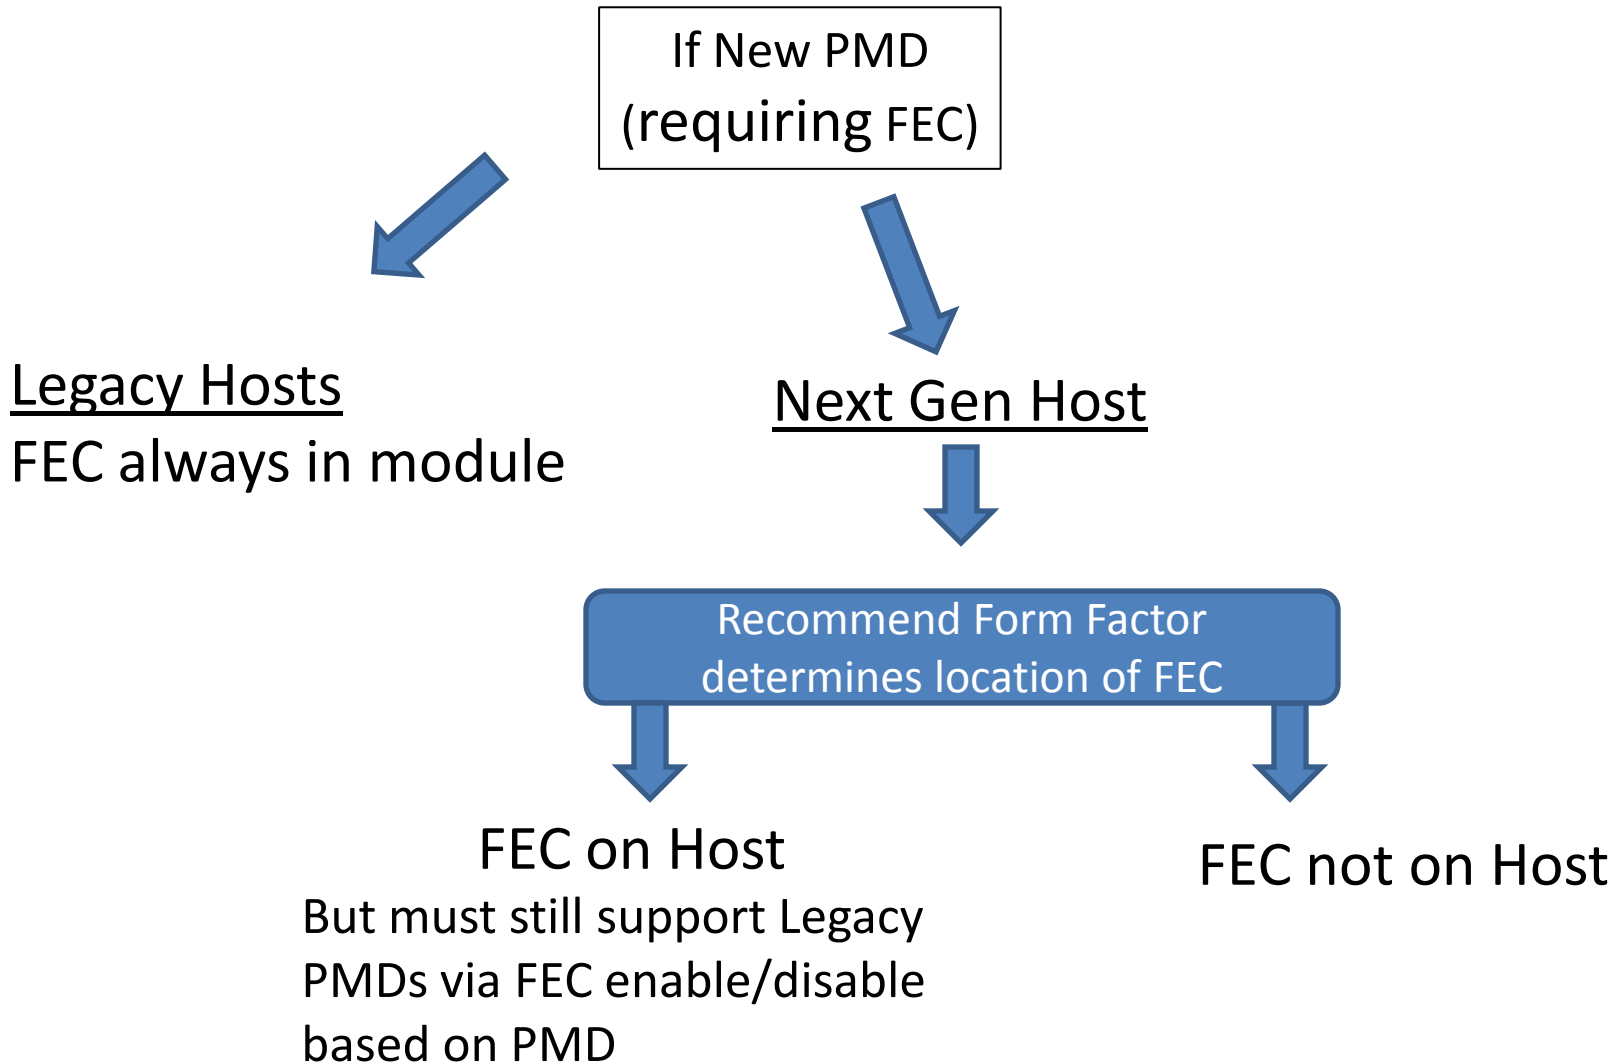 If New PMD
(requiring FEC)
Legacy Hosts
FEC always in module
Next Gen Host
Recommend Form Factor
determines location of FEC
FEC on Host
But must still support Legacy
PMDs via FEC enable/disable
based on PMD
FEC not on Host